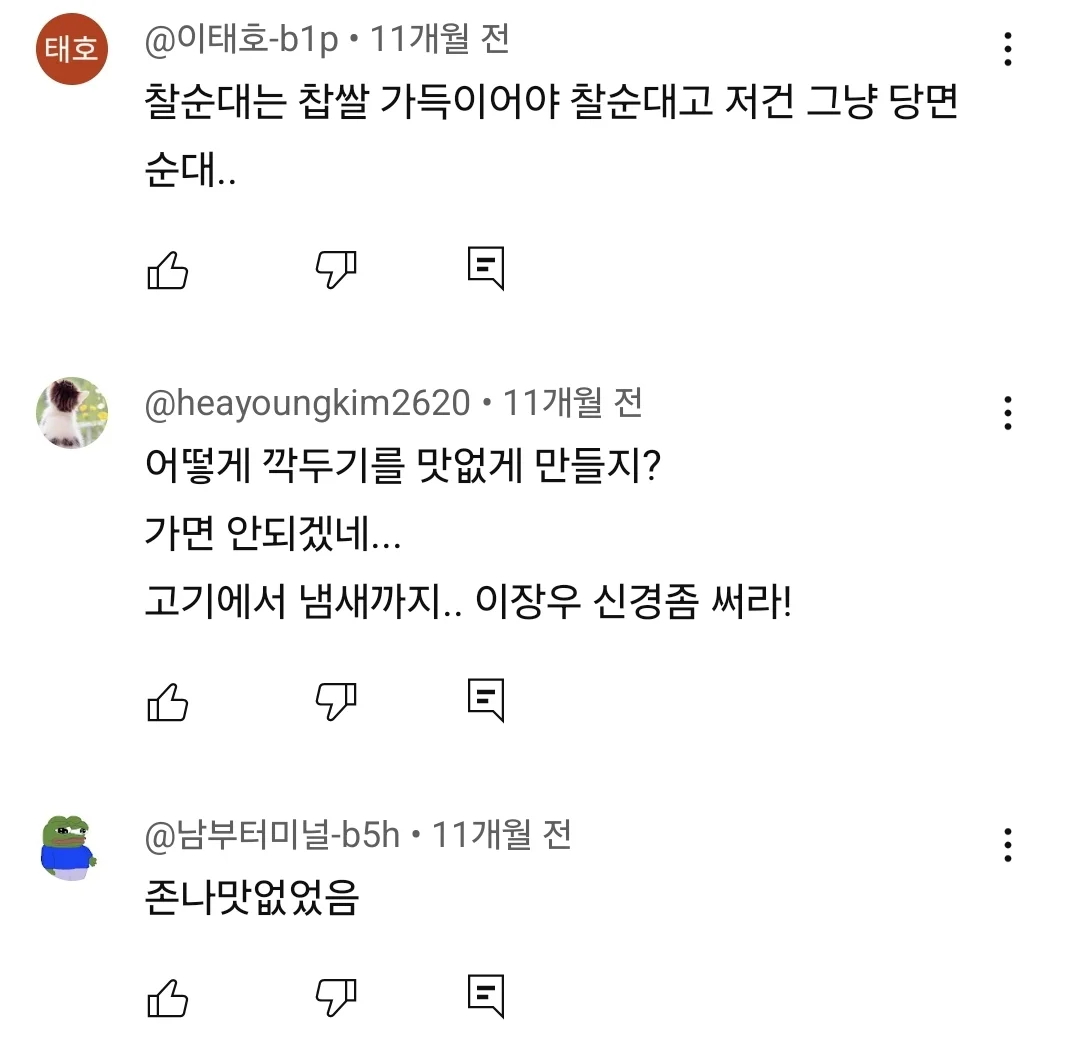 태호
@이태호-b1p • 11개월 전
찰순대는 찹쌀 가득이어야 찰순대고 저건 그냥 당면
순대..
@heayoungkim2620 • 11개월 전
어떻게 깍두기를 맛없게 만들지?
가면 안되겠네...
고기에서 냄새까지.. 이장우 신경좀 써라!
@남부터미널-b5h • 11개월 전
존나맛없었음